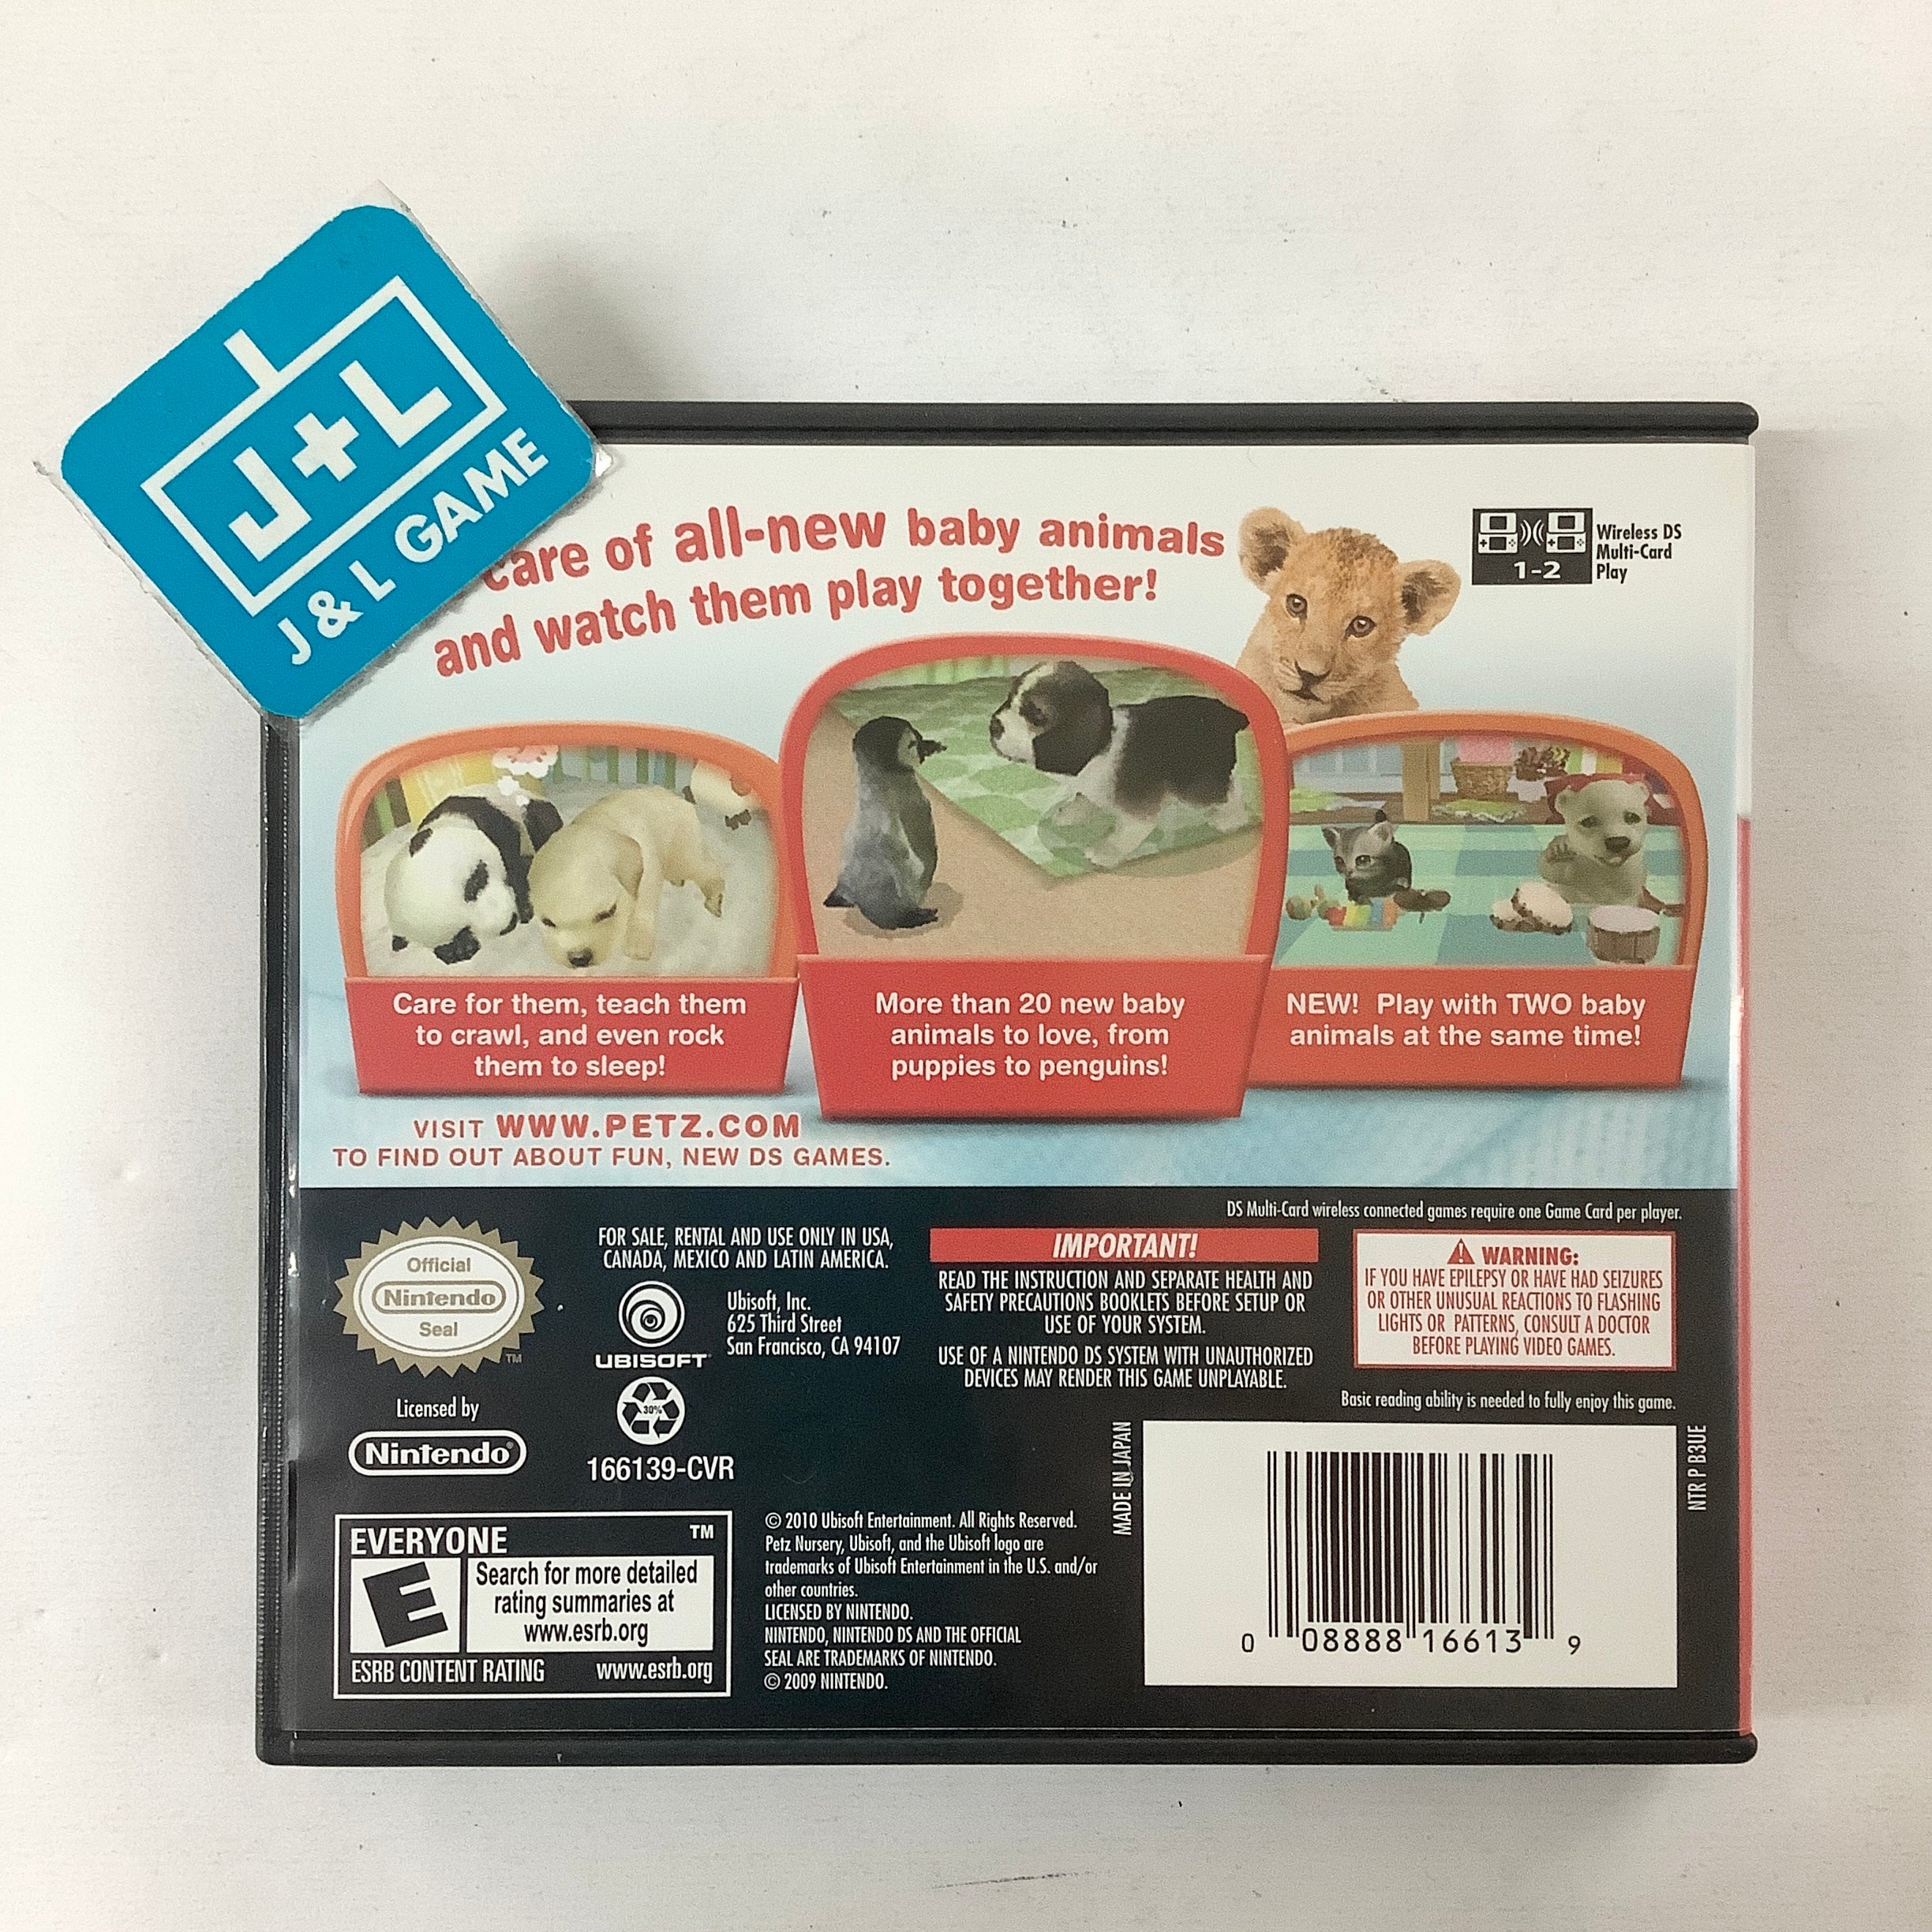 J+L
J & L GAME
care of all-new baby animals
and watch them play together!
1-2
Wireless DS
Multi-Card
Play
Care for them, teach them
to crawl, and even rock
them to sleep!
More than 20 new baby
animals to love, from
puppies to penguins!
NEW! Play with TWO baby
animals at the same time!
VISIT WWW.PETZ.COM
TO FIND OUT ABOUT FUN, NEW DS GAMES.
DS Multi-Card wireless connected games require one Game Card per player.
Official
Nintendo
Seal
TM
Licensed by
Nintendo®
FOR SALE, RENTAL AND USE ONLY IN USA,
CANADA, MEXICO AND LATIN AMERICA.
UBISOFT
Ubisoft, Inc.
625 Third Street
San Francisco, CA 94107
30%
166139-CVR
IMPORTANT!
READ THE INSTRUCTION AND SEPARATE HEALTH AND
SAFETY PRECAUTIONS BOOKLETS BEFORE SETUP OR
USE OF YOUR SYSTEM.
USE OF A NINTENDO DS SYSTEM WITH UNAUTHORIZED
DEVICES MAY RENDER THIS GAME UNPLAYABLE.
WARNING:
IF YOU HAVE EPILEPSY OR HAVE HAD SEIZURES
OR OTHER UNUSUAL REACTIONS TO FLASHING
LIGHTS OR PATTERNS, CONSULT A DOCTOR
BEFORE PLAYING VIDEO GAMES.
Basic reading ability is needed to fully enjoy this game.
EVERYONE TM
E
Search for more detailed
rating summaries at
www.esrb.org
ESRB CONTENT RATING www.esrb.org
© 2010 Ubisoft Entertainment. All Rights Reserved.
Petz Nursery, Ubisoft, and the Ubisoft logo are
trademarks of Ubisoft Entertainment in the U.S. and/or
other countries.
LICENSED BY NINTENDO.
NINTENDO, NINTENDO DS AND THE OFFICIAL
SEAL ARE TRADEMARKS OF NINTENDO.
© 2009 NINTENDO.
MADE IN JAPAN
0 08888 16613 9
NTR P B3UE